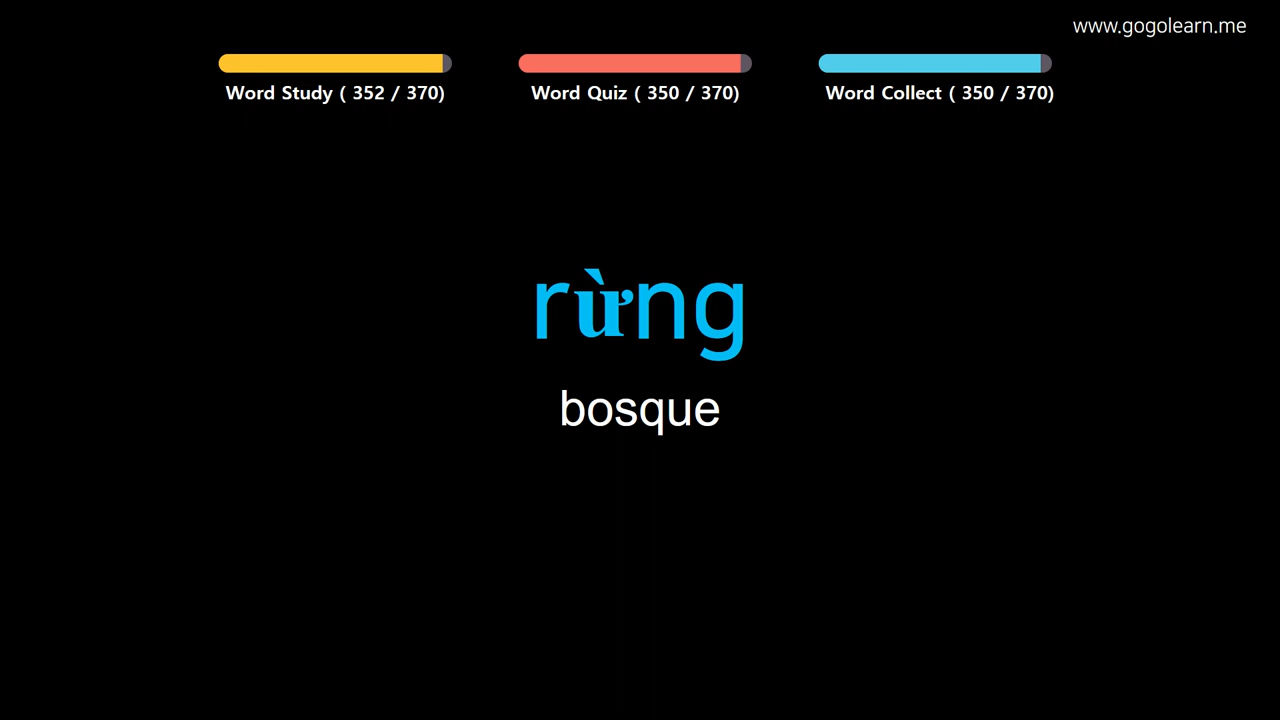 www.gogolearn.me
Word Study ( 352 / 370)
Word Quiz ( 350 / 370)
Word Collect ( 350 / 370)
rừng
bosque